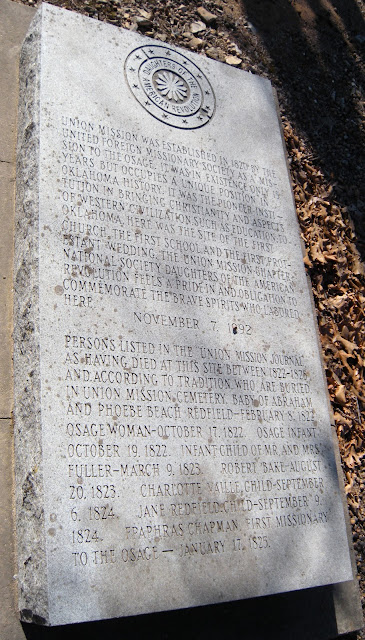 DAUGHTERS OF THE
AMERICAN REVOLUTION
UNION MISSION WAS ESTABLISHED IN 1820 BY THE
UNITED FOREIGN MISSIONARY SOCIETY AS A MIS-
SION TO THE OSAGE. IT WAS IN EXISTENCE ONLY 16
YEARS BUT OCCUPIES A UNIQUE POSITION IN
OKLAHOMA HISTORY. IT WAS THE PIONEER INSTI-
TUTION IN BRINGING CHRISTIANITY AND ASPECTS
OF WESTERN CIVILIZATION SUCH AS EDUCATION TO
OKLAHOMA. HERE WAS THE SITE OF THE FIRST
CHURCH, THE FIRST SCHOOL AND THE FIRST PROT-
ESTANT WEDDING. THE UNION MISSION CHAPTER
NATIONAL SOCIETY DAUGHTERS OF THE AMERICAN
REVOLUTION FEELS A PRIDE IN AND OBLIGATION TO
COMMEMORATE THE BRAVE SPIRITS WHO LABORED
HERE.
NOVEMBER 7, 1992
PERSONS LISTED IN THE "UNION MISSION JOURNAL"
AS HAVING DIED AT THIS SITE BETWEEN 1822-1826
AND ACCORDING TO TRADITION WHO ARE BURIED
IN UNION MISSION CEMETERY. BABY OF ABRAHAM
AND PHOEBE BEACH REDFIELD-FEBRUARY 8, 1822.
OSAGE WOMAN-OCTOBER 17, 1822. OSAGE INFANT-
OCTOBER 19, 1822. INFANT CHILD OF MR. AND MRS.
FULLER-MARCH 9, 1823. ROBERT BAKE-AUGUST
20, 1823. CHARLOTTE VAILLE, CHILD-SEPTEMBER
6, 1824. JANE REDFIELD, CHILD-SEPTEMBER 9,
1824. EPAPHRAS CHAPMAN, FIRST MISSIONARY
TO THE OSAGE — JANUARY 17, 1825.